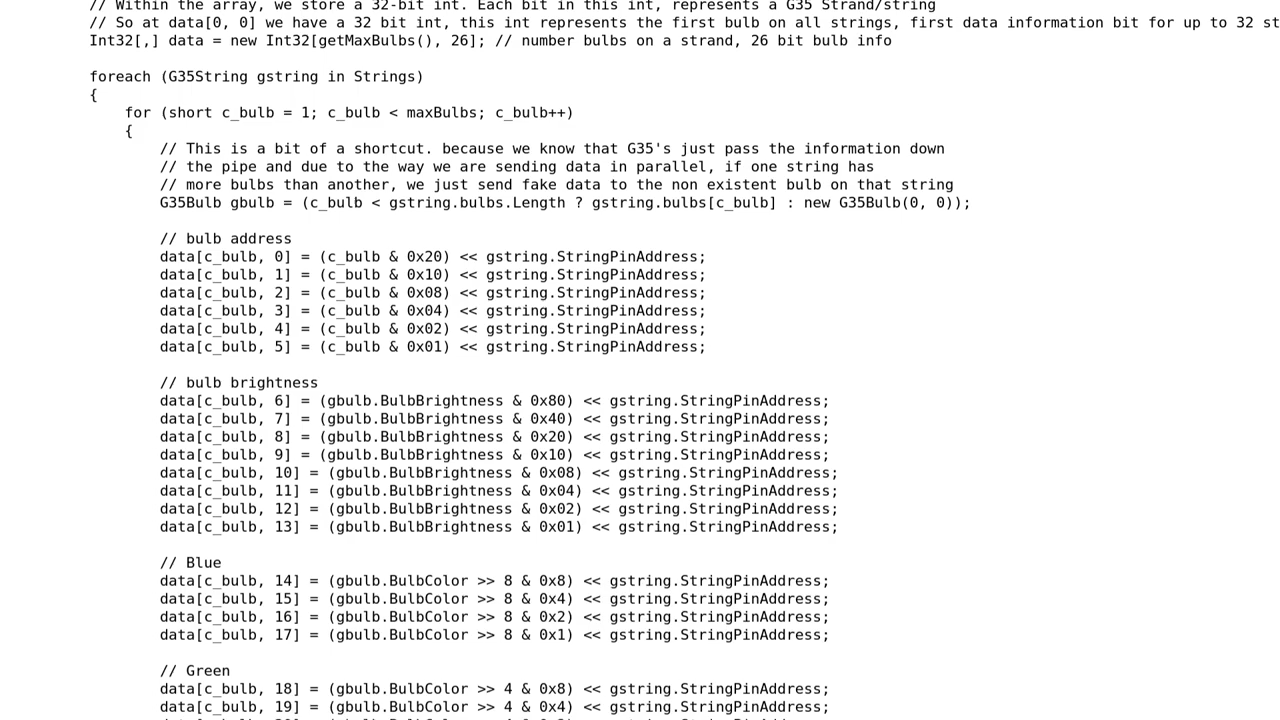 // Within the array, we store a 32-bit int. Each bit in this int, represents a G35 Strand/string
// So at data[0, 0] we have a 32 bit int, this int represents the first bulb on all strings, first data information bit for up to 32 st
Int32[,] data = new Int32[getMaxBulbs(), 26]; // number bulbs on a strand, 26 bit bulb info
foreach (G35String gstring in Strings)
{
for (short c_bulb = 1; c_bulb < maxBulbs; c_bulb++)
{
// This is a bit of a shortcut. because we know that G35's just pass the information down
// the pipe and due to the way we are sending data in parallel, if one string has
// more bulbs than another, we just send fake data to the non existent bulb on that string
G35Bulb gbulb = (c_bulb < gstring.bulbs.Length ? gstring.bulbs[c_bulb] : new G35Bulb(0, 0));
// bulb address
data[c_bulb, 0] = (c_bulb & 0x20) << gstring.StringPinAddress;
data[c_bulb, 1] = (c_bulb & 0x10) << gstring.StringPinAddress;
data[c_bulb, 2] = (c_bulb & 0x08) << gstring.StringPinAddress;
data[c_bulb, 3] = (c_bulb & 0x04) << gstring.StringPinAddress;
data[c_bulb, 4] = (c_bulb & 0x02) << gstring.StringPinAddress;
data[c_bulb, 5] = (c_bulb & 0x01) << gstring.StringPinAddress;
// bulb brightness
data[c_bulb, 6] = (gbulb.BulbBrightness & 0x80) << gstring.StringPinAddress;
data[c_bulb, 7] = (gbulb.BulbBrightness & 0x40) << gstring.StringPinAddress;
data[c_bulb, 8] = (gbulb.BulbBrightness & 0x20) << gstring.StringPinAddress;
data[c_bulb, 9] = (gbulb.BulbBrightness & 0x10) << gstring.StringPinAddress;
data[c_bulb, 10] = (gbulb.BulbBrightness & 0x08) << gstring.StringPinAddress;
data[c_bulb, 11] = (gbulb.BulbBrightness & 0x04) << gstring.StringPinAddress;
data[c_bulb, 12] = (gbulb.BulbBrightness & 0x02) << gstring.StringPinAddress;
data[c_bulb, 13] = (gbulb.BulbBrightness & 0x01) << gstring.StringPinAddress;
// Blue
data[c_bulb, 14] = (gbulb.BulbColor >> 8 & 0x8) << gstring.StringPinAddress;
data[c_bulb, 15] = (gbulb.BulbColor >> 8 & 0x4) << gstring.StringPinAddress;
data[c_bulb, 16] = (gbulb.BulbColor >> 8 & 0x2) << gstring.StringPinAddress;
data[c_bulb, 17] = (gbulb.BulbColor >> 8 & 0x1) << gstring.StringPinAddress;
// Green
data[c_bulb, 18] = (gbulb.BulbColor >> 4 & 0x8) << gstring.StringPinAddress;
data[c_bulb, 19] = (gbulb.BulbColor >> 4 & 0x4) << gstring.StringPinAddress;